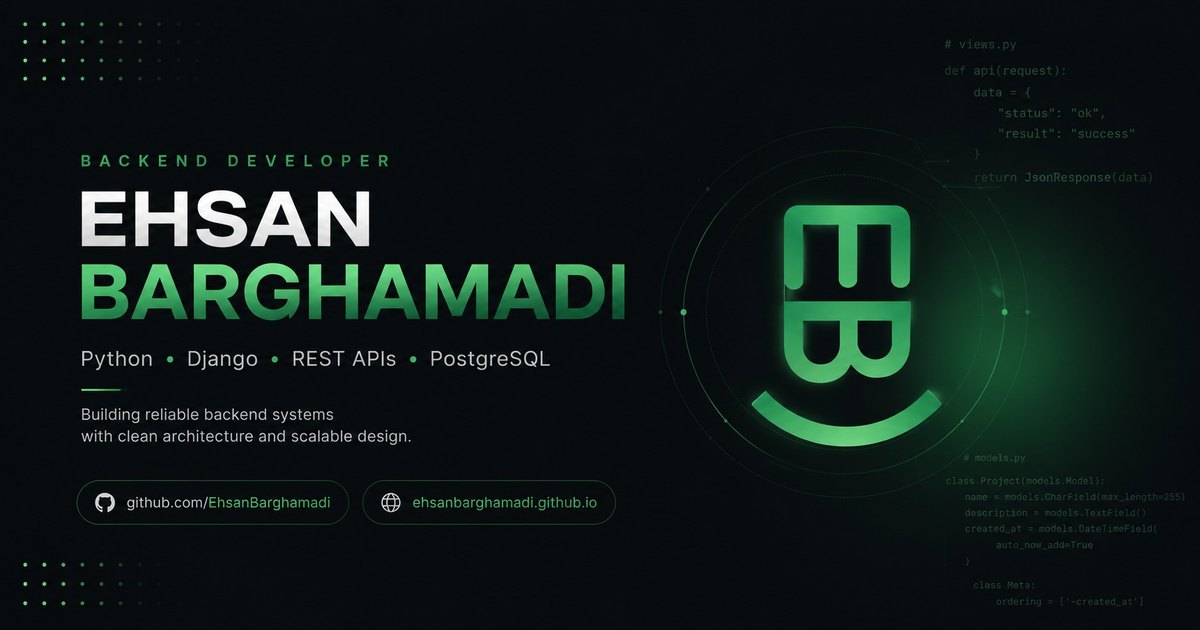 BACKEND DEVELOPER
EHSAN
BARGHAMADI
Python • Django • REST APIs • PostgreSQL
Building reliable backend systems
with clean architecture and scalable design.
github.com/EhsanBarghamadi
ehsanbarghamadi.github.io
EB
# views.py
def api(request):
data = {
"status": "ok",
"result": "success"
}
return JsonResponse(data)
# models.py
class Project(models.Model):
name = models.CharField(max_length=255)
description = models.TextField()
created_at = models.DateTimeField(
auto_now_add=True
)
class Meta:
ordering = ['-created_at']